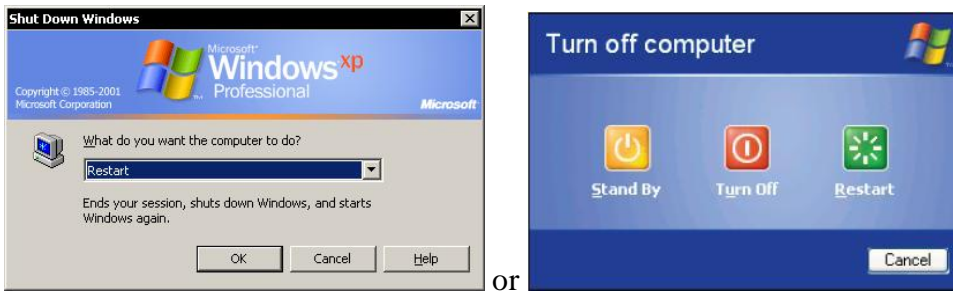 Shut Down Windows
Microsoft
Windows xp
Professional
Copyright © 1985-2001
Microsoft Corporation
Microsoft
What do you want the computer to do?
Restart
Ends your session, shuts down Windows, and starts
Windows again.
OK Cancel Help
or
Turn off computer
Stand By Turn Off Restart
Cancel